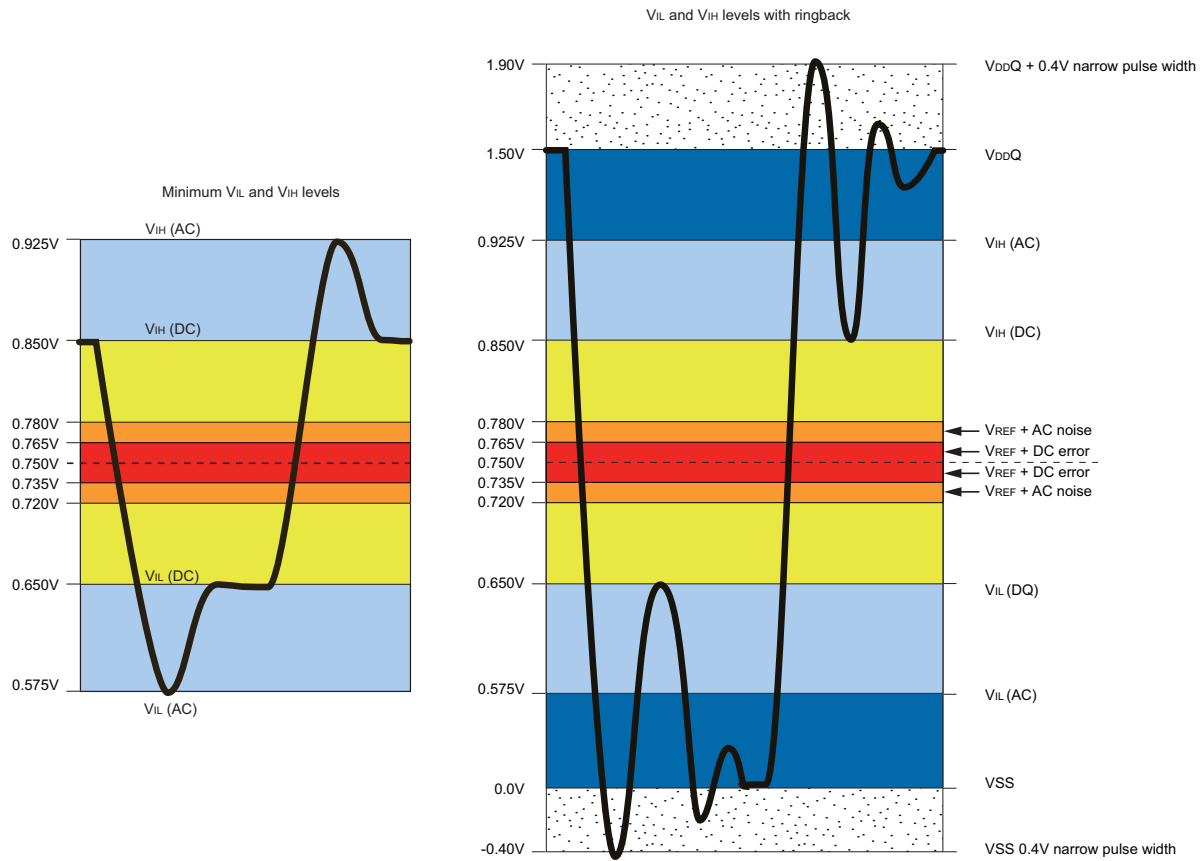 VIL and VIH levels with ringback
Minimum VIL and VIH levels
VIH (AC)
0.925V
VIH (DC)
0.850V
0.780V
0.765V
0.750V
0.735V
0.720V
VIL (DC)
0.650V
0.575V
VIL (AC)
1.90V
VDDQ + 0.4V narrow pulse width
1.50V
VDDQ
0.925V
VIH (AC)
0.850V
VIH (DC)
0.780V
VREF + AC noise
0.765V
VREF + DC error
0.750V
VREF + DC error
0.735V
VREF + AC noise
0.720V
0.650V
VIL (DQ)
0.575V
VIL (AC)
0.0V
VSS
-0.40V
VSS 0.4V narrow pulse width